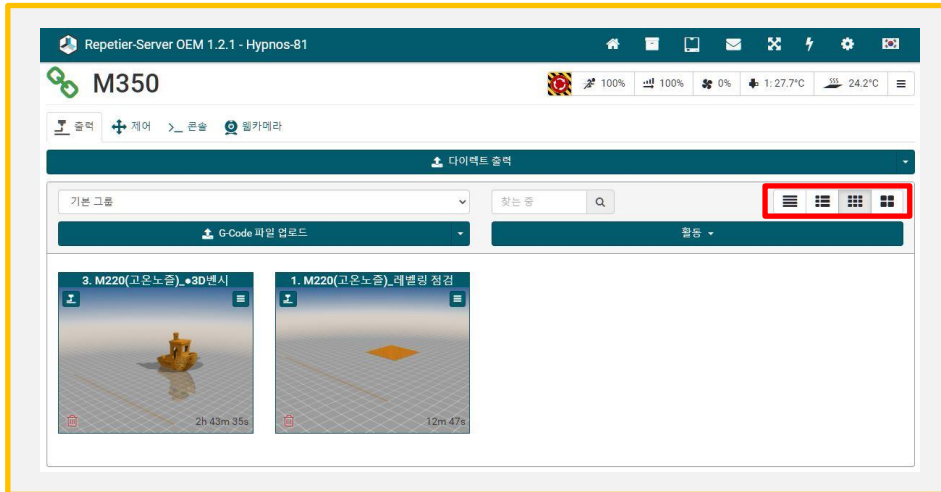 Repetier-Server OEM 1.2.1 - Hypnos-81
M350
100% 100% 0% 1: 27.7°C 24.2°C
출력 제어 >_ 콘솔 웹카메라
다이렉트 출력
기본 그룹 찾는 중
G-Code 파일 업로드 활동
3. M220(고온노즐)_●3D벤시 1. M220(고온노즐)_레벨링 점검
2h 43m 35s 12m 47s